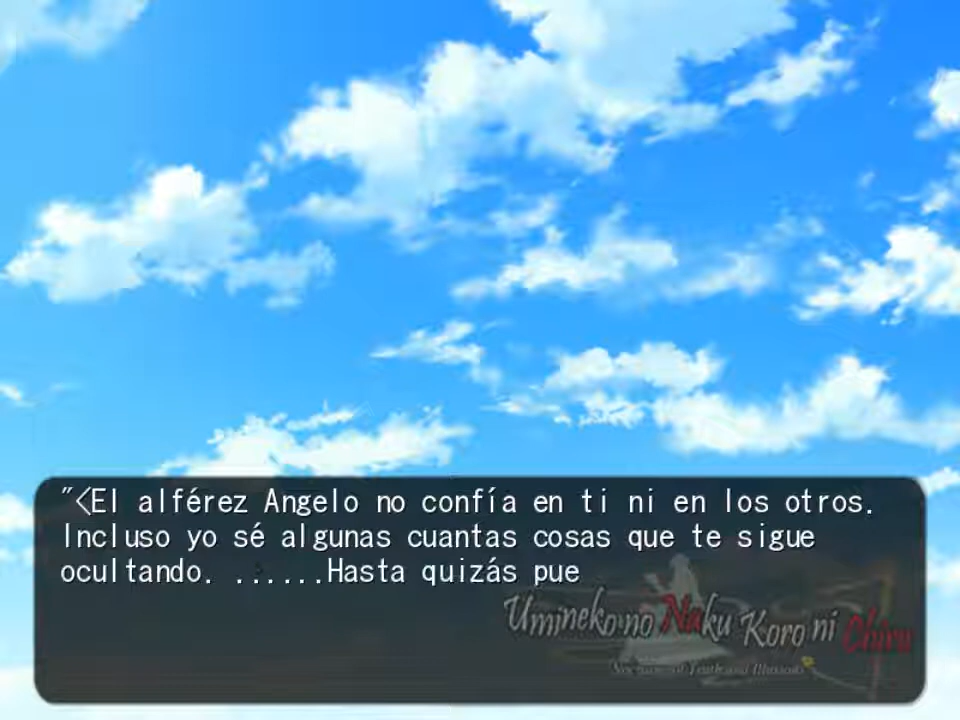 "<El alférez Angelo no confía en ti ni en los otros.
Incluso yo sé algunas cuantas cosas que te sigue
ocultando. ......Hasta quizás pue
Umineko no Naku Koro ni Chiru